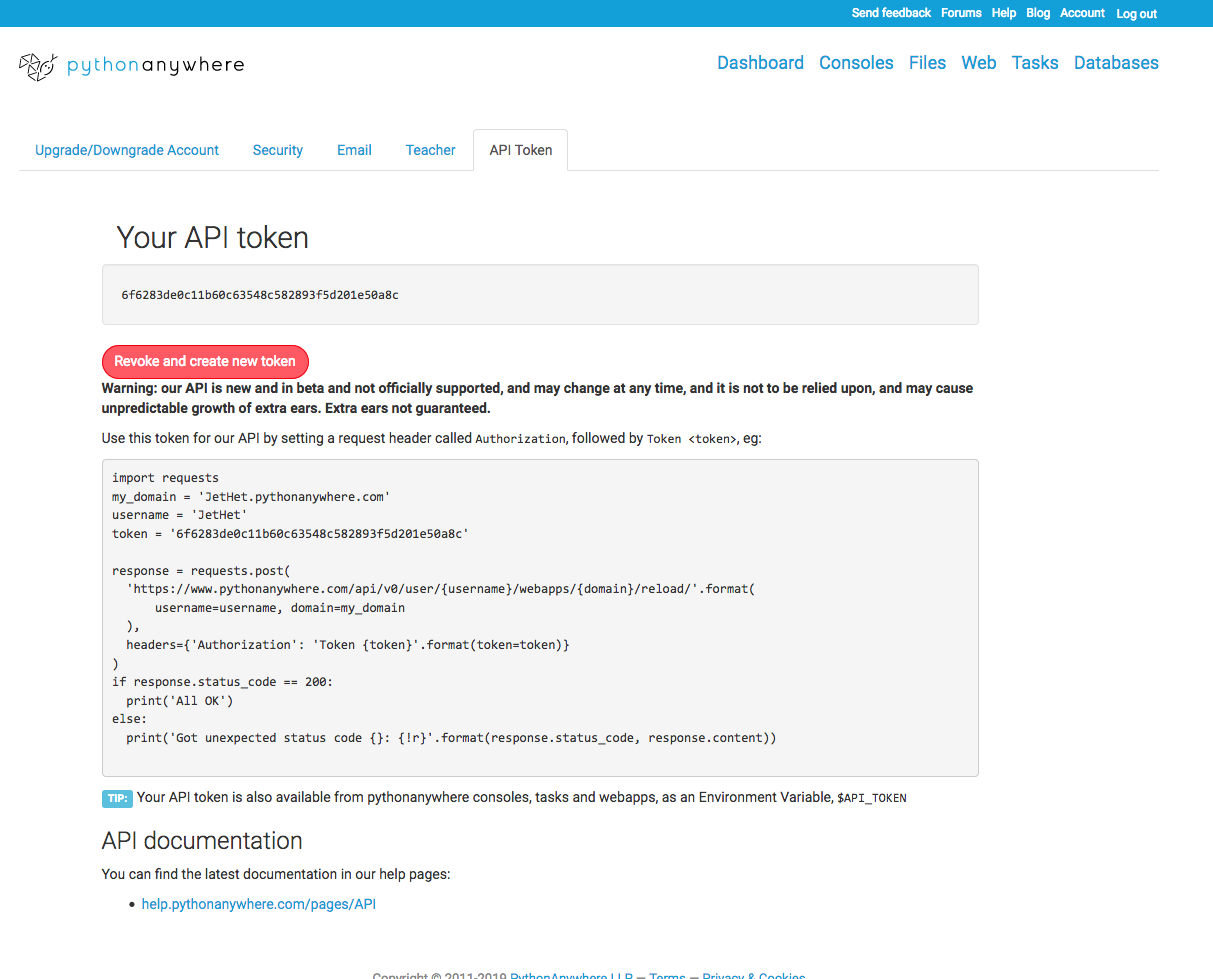 Send feedback Forums Help Blog Account Log out
pythonanywhere
Dashboard Consoles Files Web Tasks Databases
Upgrade/Downgrade Account Security Email Teacher API Token
Your API token
6f6283de0c11b60c63548c582893f5d201e50a8c
Revoke and create new token
Warning: our API is new and in beta and not officially supported, and may change at any time, and it is not to be relied upon, and may cause
unpredictable growth of extra ears. Extra ears not guaranteed.
Use this token for our API by setting a request header called Authorization, followed by Token <token>, eg:
import requests
my_domain = 'JetHet.pythonanywhere.com'
username = 'JetHet'
token = '6f6283de0c11b60c63548c582893f5d201e50a8c'
response = requests.post(
'https://www.pythonanywhere.com/api/v0/user/{username}/webapps/{domain}/reload/'.format(
username=username, domain=my_domain
),
headers={'Authorization': 'Token {token}'.format(token=token)}
)
if response.status_code == 200:
print('All OK')
else:
print('Got unexpected status code {}: {!r}'.format(response.status_code, response.content))
TIP: Your API token is also available from pythonanywhere consoles, tasks and webapps, as an Environment Variable, $API_TOKEN
API documentation
You can find the latest documentation in our help pages:
• help.pythonanywhere.com/pages/API
Copyright © 2011-2019 PythonAnywhere LLP — Terms — Privacy & Cookies